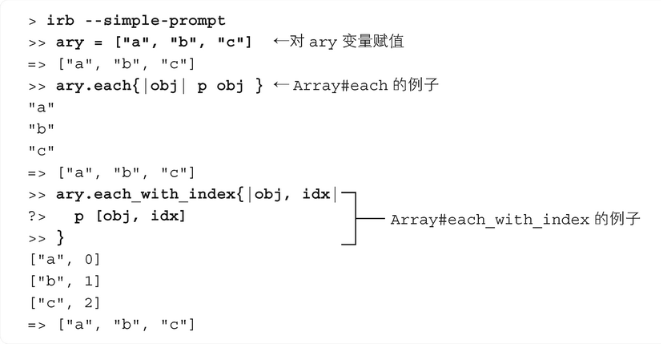 > irb --simple-prompt
>> ary = ["a", "b", "c"] ←对 ary 变量赋值
=> ["a", "b", "c"]
>> ary.each{|obj| p obj } ← Array#each 的例子
"a"
"b"
"c"
=> ["a", "b", "c"]
>> ary.each_with_index{|obj, idx|
?>   p [obj, idx]
Array#each_with_index 的例子
>> }
["a", 0]
["b", 1]
["c", 2]
=> ["a", "b", "c"]